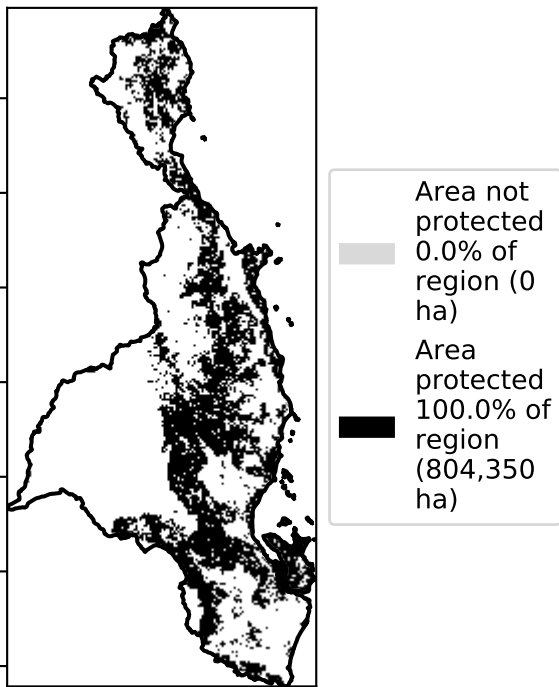 Area not
protected
0.0% of
region (0
ha)
Area
protected
100.0% of
region
(804,350
ha)